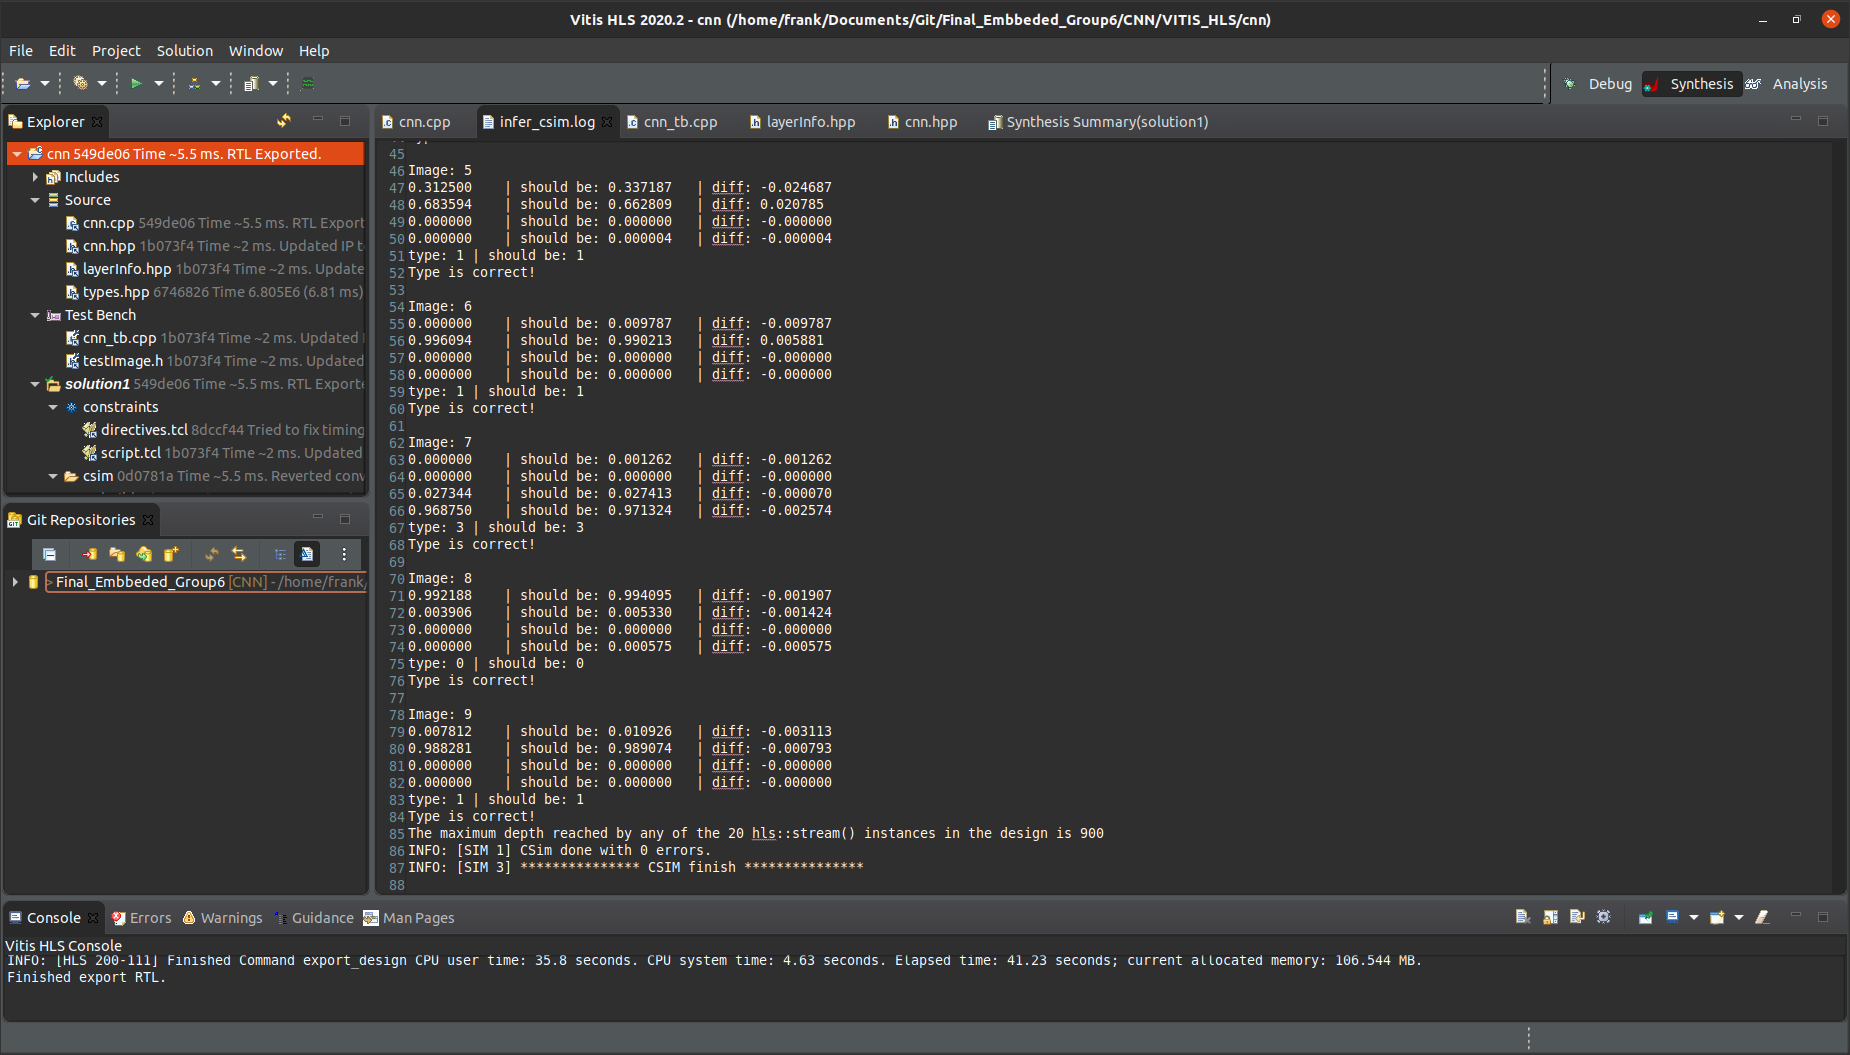 Vitis HLS 2020.2 - cnn (/home/frank/Documents/Git/Final_Embbeded_Group6/CNN/VITIS_HLS/cnn)
File Edit Project Solution Window Help
Debug Synthesis Analysis
Explorer
cnn 549de06 Time ~5.5 ms. RTL Exported.
Includes
Source
cnn.cpp 549de06 Time ~5.5 ms. RTL Export
cnn.hpp 1b073f4 Time ~2 ms. Updated IP t
layerInfo.hpp 1b073f4 Time ~2 ms. Update
types.hpp 6746826 Time 6.805E6 (6.81 ms)
Test Bench
cnn_tb.cpp 1b073f4 Time ~2 ms. Updated
testImage.h 1b073f4 Time ~2 ms. Updated
solution1 549de06 Time ~5.5 ms. RTL Exporte
constraints
directives.tcl 8dccf44 Tried to fix timing
script.tcl 1b073f4 Time ~2 ms. Updated
csim 0d0781a Time ~5.5 ms. Reverted conv
Git Repositories
> Final_Embbeded_Group6 [CNN] - /home/frank/
cnn.cpp infer_csim.log cnn_tb.cpp layerInfo.hpp cnn.hpp Synthesis Summary(solution1)
45
46 Image: 5
47 0.312500 | should be: 0.337187 | diff: -0.024687
48 0.683594 | should be: 0.662809 | diff: 0.020785
49 0.000000 | should be: 0.000000 | diff: -0.000000
50 0.000000 | should be: 0.000004 | diff: -0.000004
51 type: 1 | should be: 1
52 Type is correct!
53
54 Image: 6
55 0.000000 | should be: 0.009787 | diff: -0.009787
56 0.996094 | should be: 0.990213 | diff: 0.005881
57 0.000000 | should be: 0.000000 | diff: -0.000000
58 0.000000 | should be: 0.000000 | diff: -0.000000
59 type: 1 | should be: 1
60 Type is correct!
61
62 Image: 7
63 0.000000 | should be: 0.001262 | diff: -0.001262
64 0.000000 | should be: 0.000000 | diff: -0.000000
65 0.027344 | should be: 0.027413 | diff: -0.000070
66 0.968750 | should be: 0.971324 | diff: -0.002574
67 type: 3 | should be: 3
68 Type is correct!
69
70 Image: 8
71 0.992188 | should be: 0.994095 | diff: -0.001907
72 0.003906 | should be: 0.005330 | diff: -0.001424
73 0.000000 | should be: 0.000000 | diff: -0.000000
74 0.000000 | should be: 0.000575 | diff: -0.000575
75 type: 0 | should be: 0
76 Type is correct!
77
78 Image: 9
79 0.007812 | should be: 0.010926 | diff: -0.003113
80 0.988281 | should be: 0.989074 | diff: -0.000793
81 0.000000 | should be: 0.000000 | diff: -0.000000
82 0.000000 | should be: 0.000000 | diff: -0.000000
83 type: 1 | should be: 1
84 Type is correct!
85 The maximum depth reached by any of the 20 hls::stream() instances in the design is 900
86 INFO: [SIM 1] CSim done with 0 errors.
87 INFO: [SIM 3] *************** CSIM finish ***************
88
Console Errors Warnings Guidance Man Pages
Vitis HLS Console
INFO: [HLS 200-111] Finished Command export_design CPU user time: 35.8 seconds. CPU system time: 4.63 seconds. Elapsed time: 41.23 seconds; current allocated memory: 106.544 MB.
Finished export RTL.